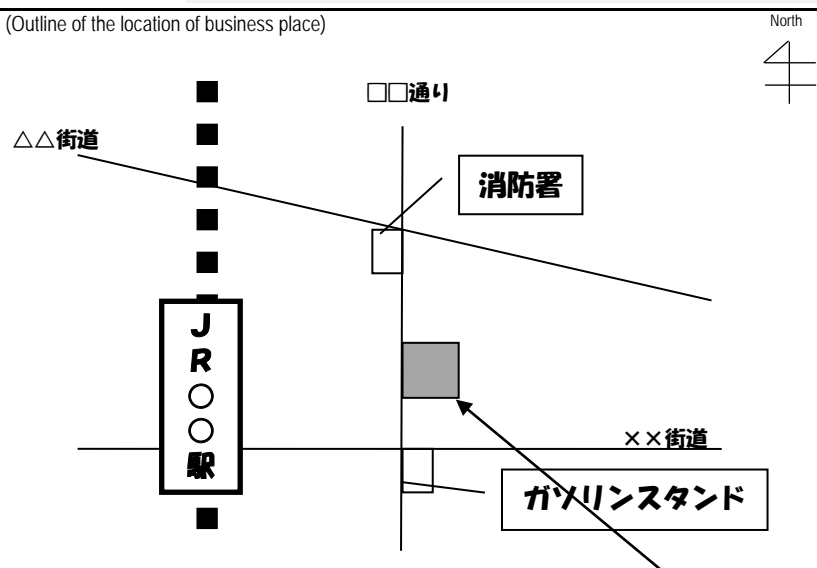 (Outline of the location of business place)
North
□□通り
△△街道
消防署
JR○○駅
××街道
ガソリンスタンド